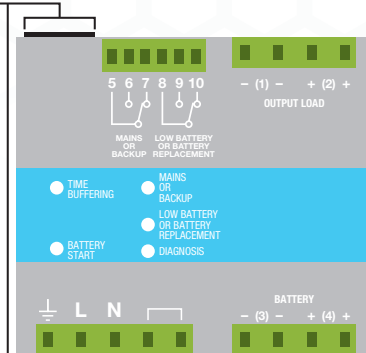 5 6 7 8 9 10
MAINS OR BACKUP
LOW BATTERY OR BATTERY REPLACEMENT
– (1) – + (2) +
OUTPUT LOAD
TIME BUFFERING
BATTERY START
MAINS OR BACKUP
LOW BATTERY OR BATTERY REPLACEMENT
DIAGNOSIS
L N
BATTERY
– (3) – + (4) +